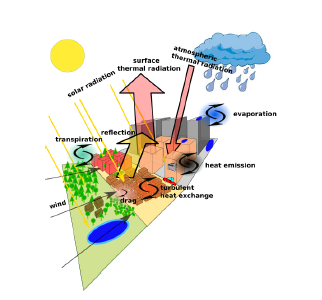 surface
thermal radiation
atmospheric
thermal radiation
solar radiation
evaporation
reflection
transpiration
heat emission
turbulent
heat exchange
drag
wind